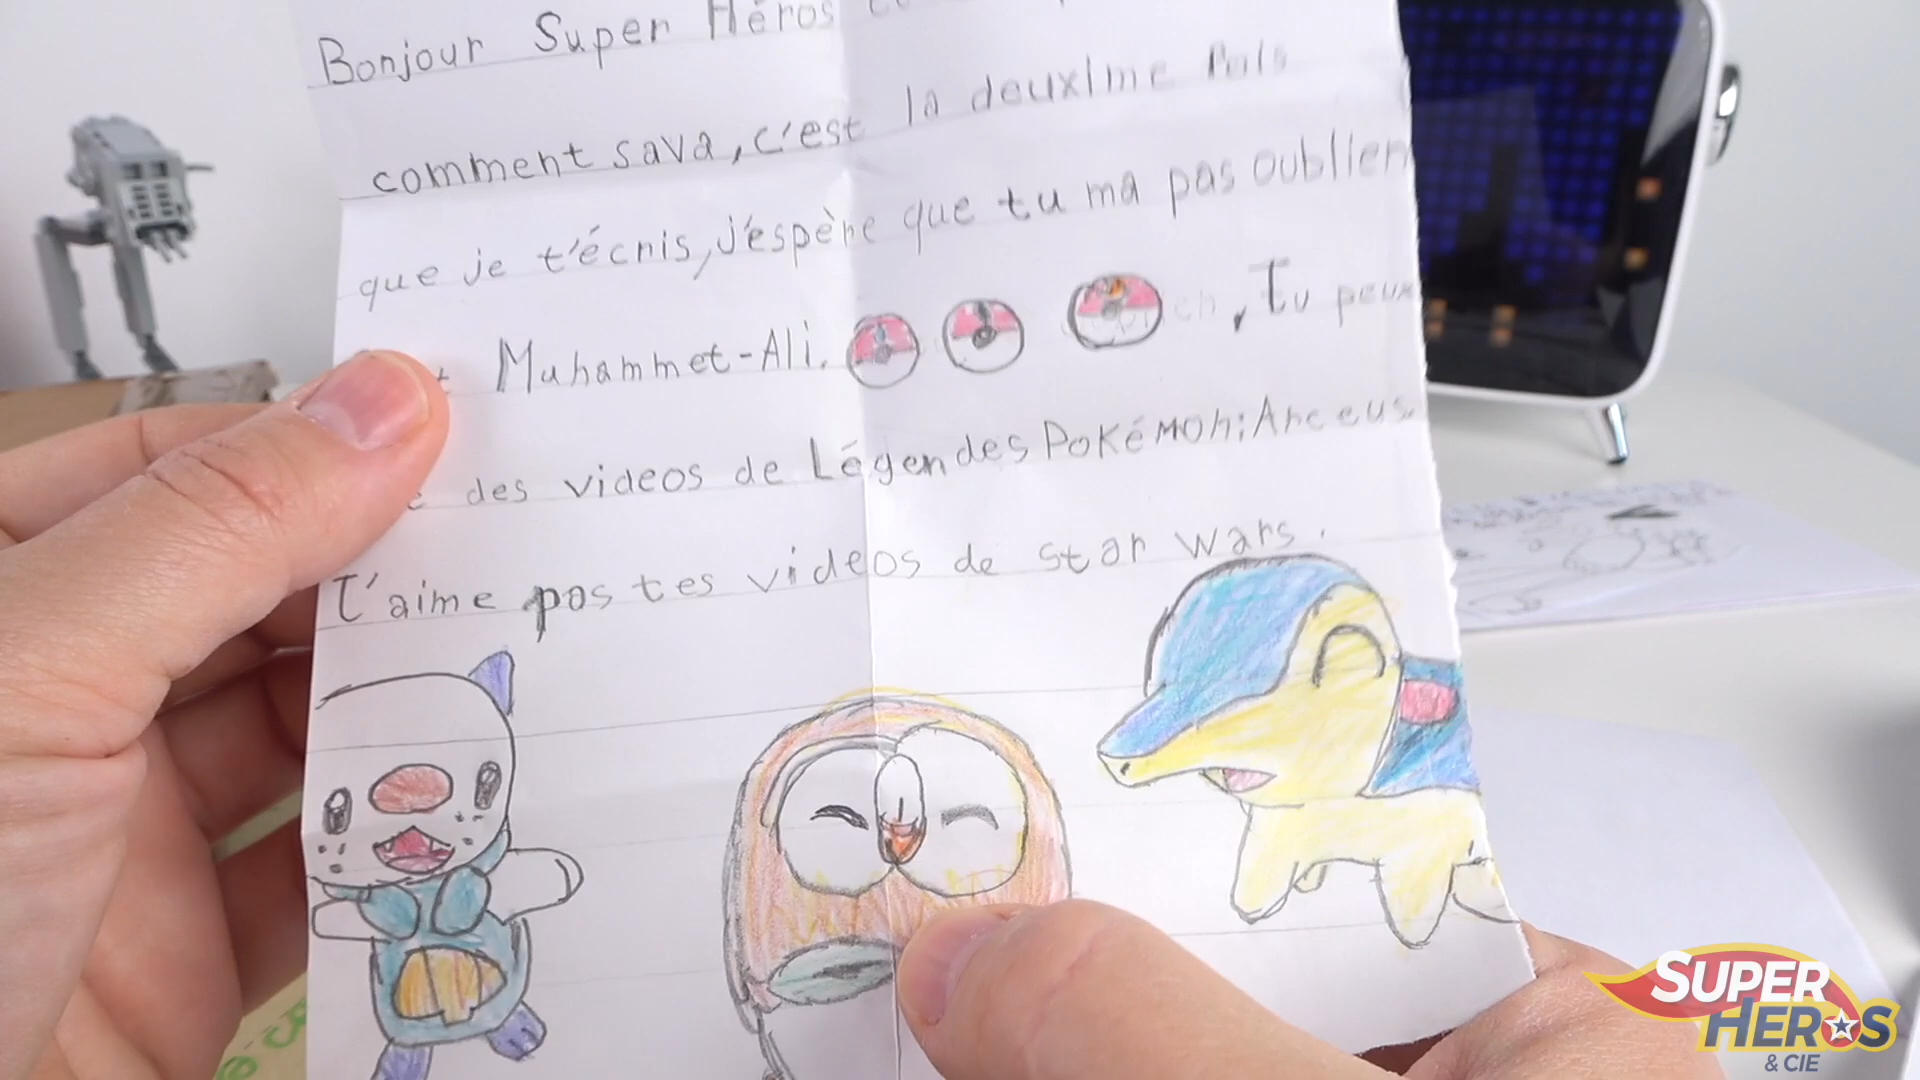 Bonjour Super Héros
comment sava, c'est la deuxime Pois
que je t'écris, j'espère que tu ma pas oublier
Muhammet-Ali. , Tu peux
des videos de Légendes Pokémon: Arceus.
T'aime pas tes videos de star wars.
SUPER
HEROS
& CIE